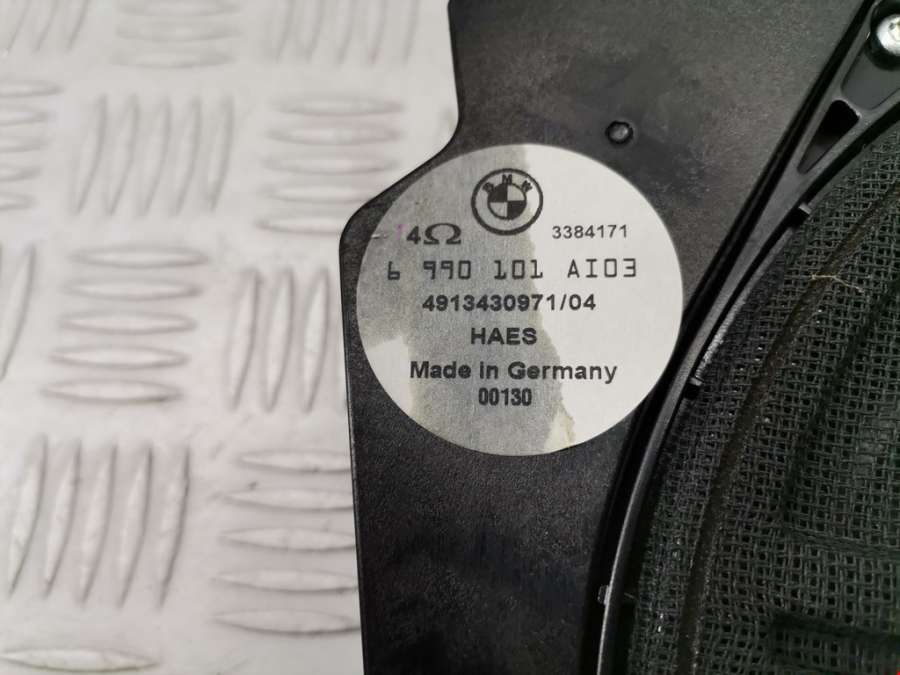 BMW
4Ω 3384171
6 990 101 AI03
4913430971/04
HAES
Made in Germany
00130